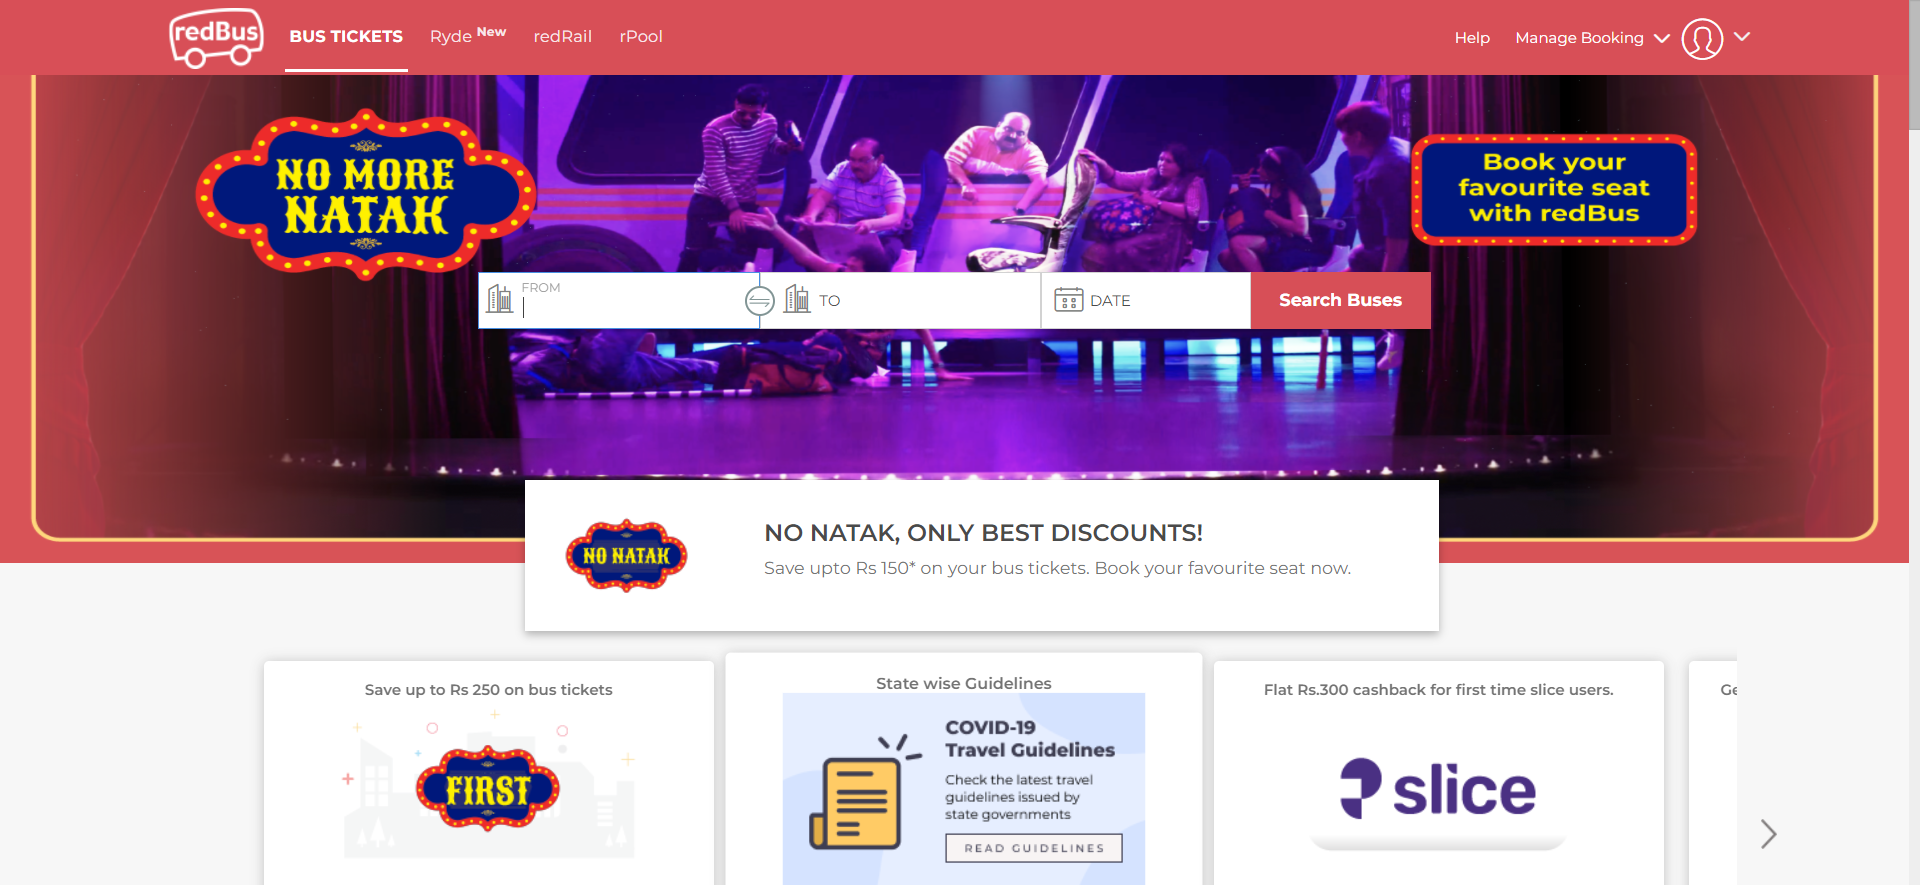 redBus
BUS TICKETS
Ryde New
redRail
rPool
Help
Manage Booking
NO MORE
NATAK
Book your
favourite seat
with redBus
FROM
TO
DATE
Search Buses
NO NATAK
NO NATAK, ONLY BEST DISCOUNTS!
Save upto Rs 150* on your bus tickets. Book your favourite seat now.
Save up to Rs 250 on bus tickets
FIRST
State wise Guidelines
COVID-19
Travel Guidelines
Check the latest travel
guidelines issued by
state governments
READ GUIDELINES
Flat Rs.300 cashback for first time slice users.
slice
Ge